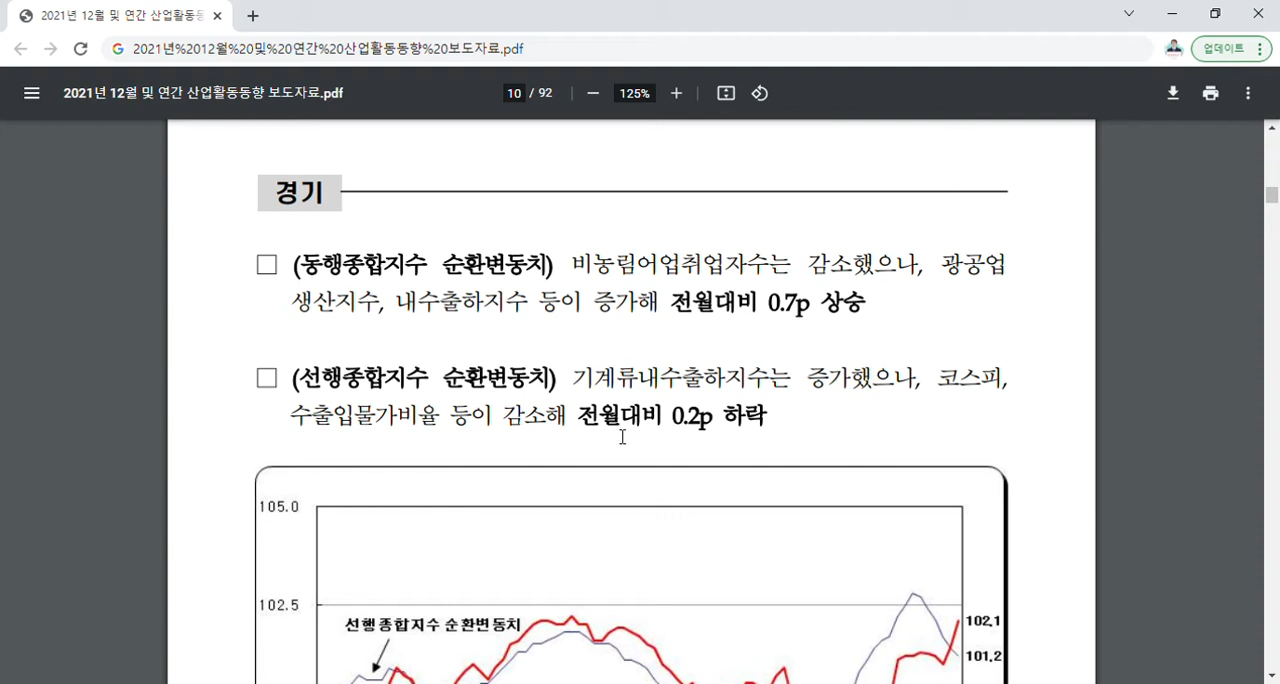 2021년 12월 및 연간 산업활동동
2021년%2012월%20및%20연간%20산업활동동향%20보도자료.pdf
업데이트
2021년 12월 및 연간 산업활동동향 보도자료.pdf
10 / 92
125%
경기
□ (동행종합지수 순환변동치) 비농림어업취업자수는 감소했으나, 광공업
생산지수, 내수출하지수 등이 증가해 전월대비 0.7p 상승
□ (선행종합지수 순환변동치) 기계류내수출하지수는 증가했으나, 코스피,
수출입물가비율 등이 감소해 전월대비 0.2p 하락
105.0
102.5
선행종합지수 순환변동치
102.1
101.2